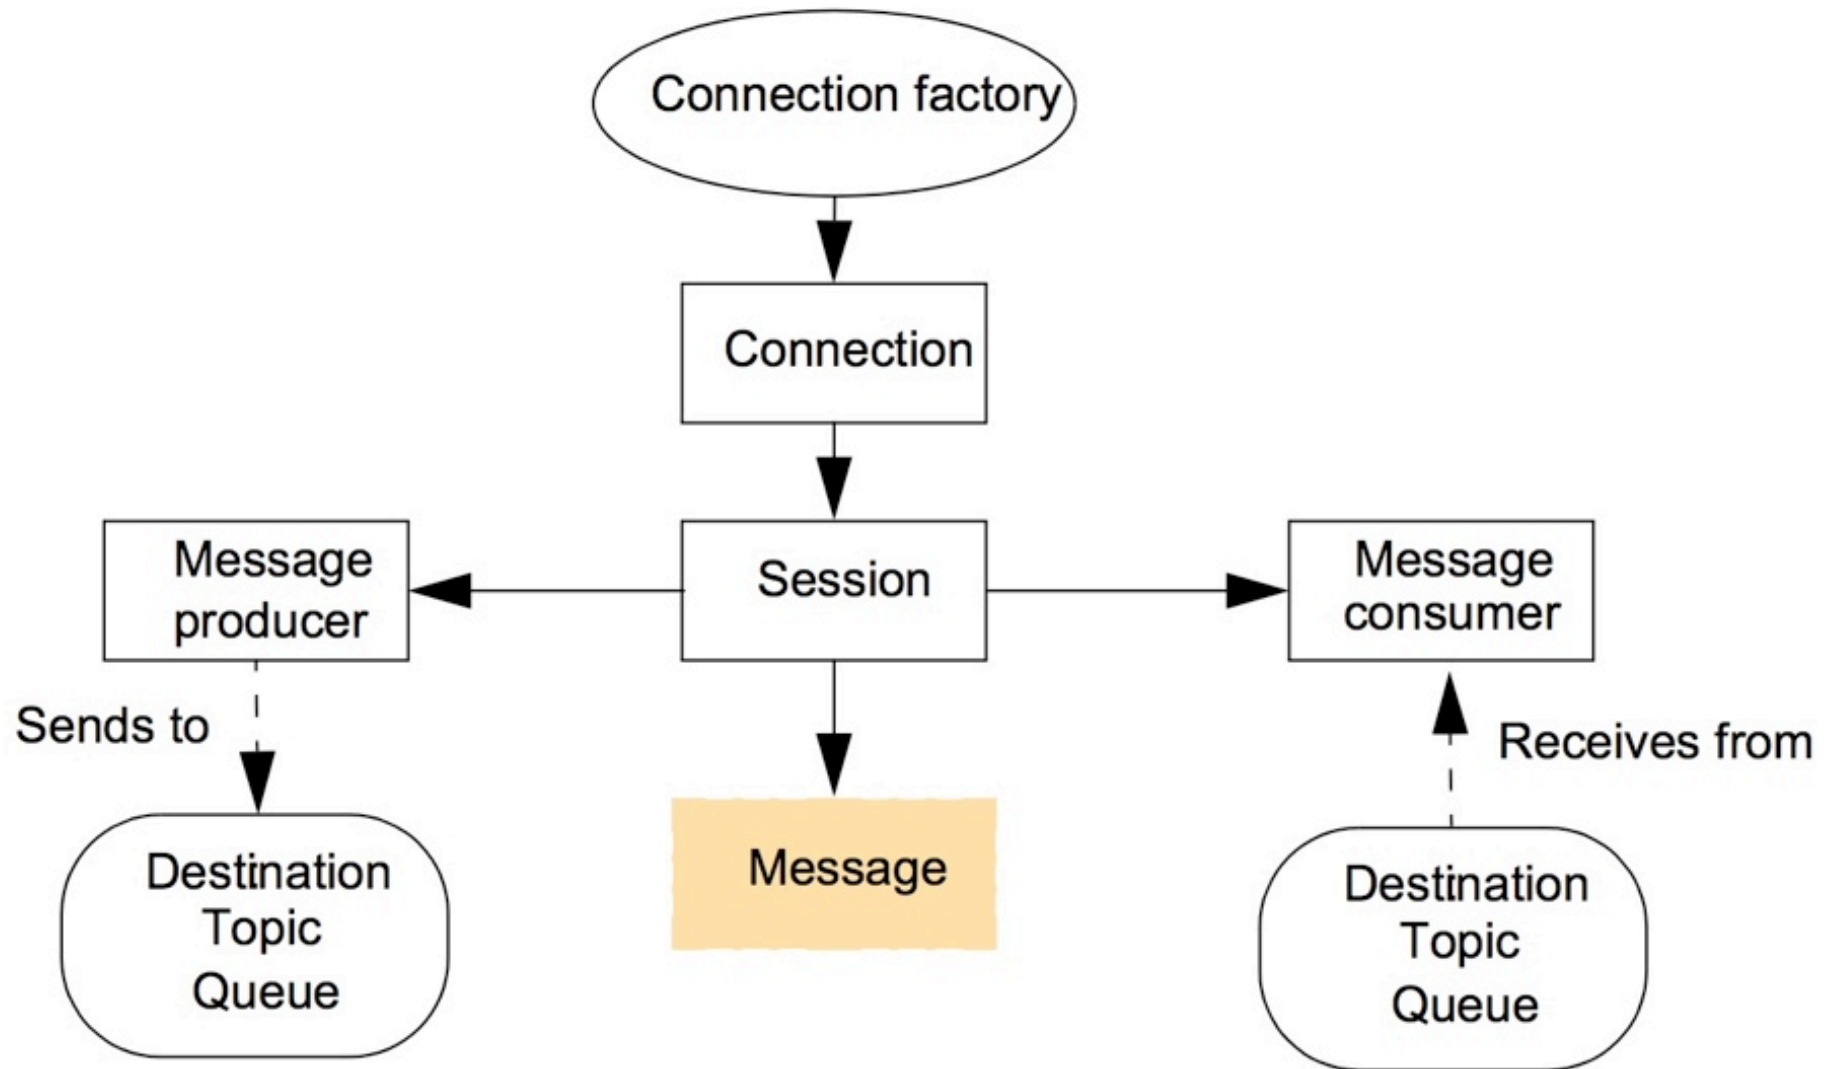 Connection factory
Connection
Message
producer
Session
Message
consumer
Sends to
Receives from
Destination
Topic
Queue
Message
Destination
Topic
Queue